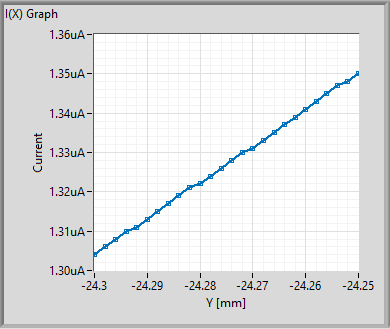 I(X) Graph
1.36uA
1.35uA
1.34uA
1.33uA
1.32uA
1.31uA
1.30uA
Current
-24.3 -24.29 -24.28 -24.27 -24.26 -24.25
Y [mm]